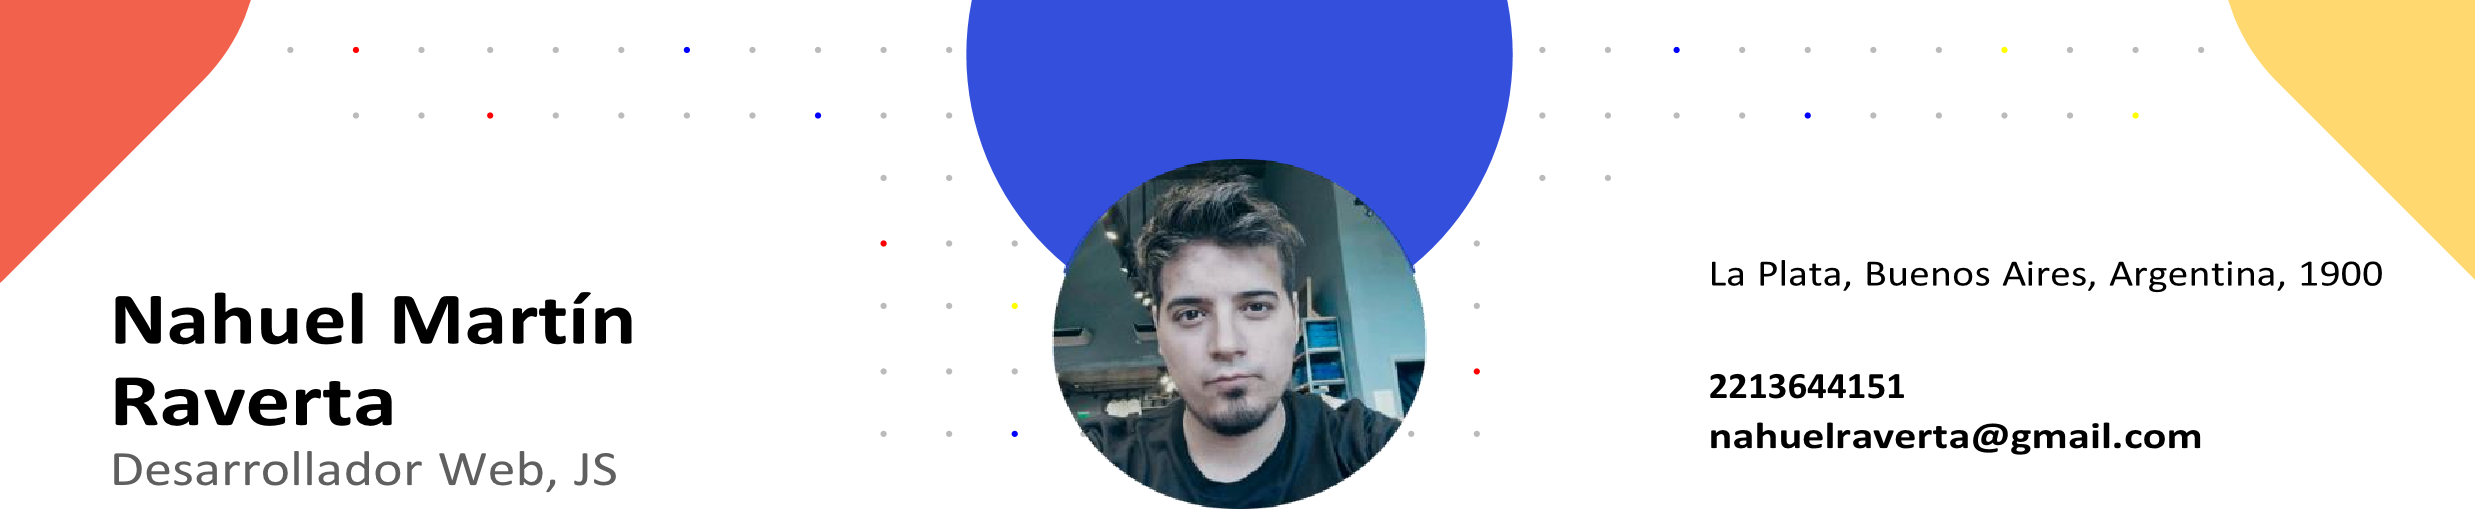 Nahuel Martín
Raverta
Desarrollador Web, JS
La Plata, Buenos Aires, Argentina, 1900
2213644151
nahuelraverta@gmail.com